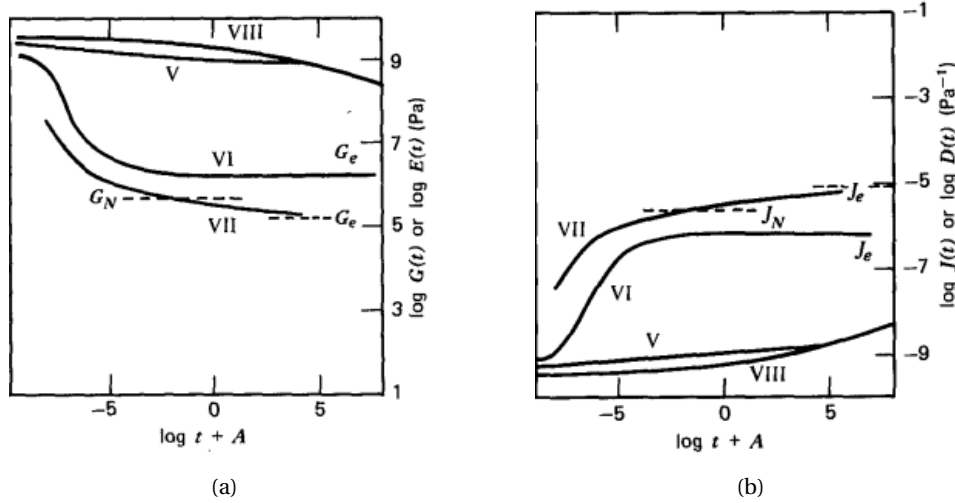 VIII
V
9
7
VI
G_e
G_N
VII
G_e
5
3
1
log G(t) or log E(t) (Pa)
−5
0
5
log t + A
(a)
−1
−3
−5
J_e
VII
J_N
J_e
−7
VI
V
−9
VIII
log J(t) or log D(t) (Pa⁻¹)
−5
0
5
log t + A
(b)